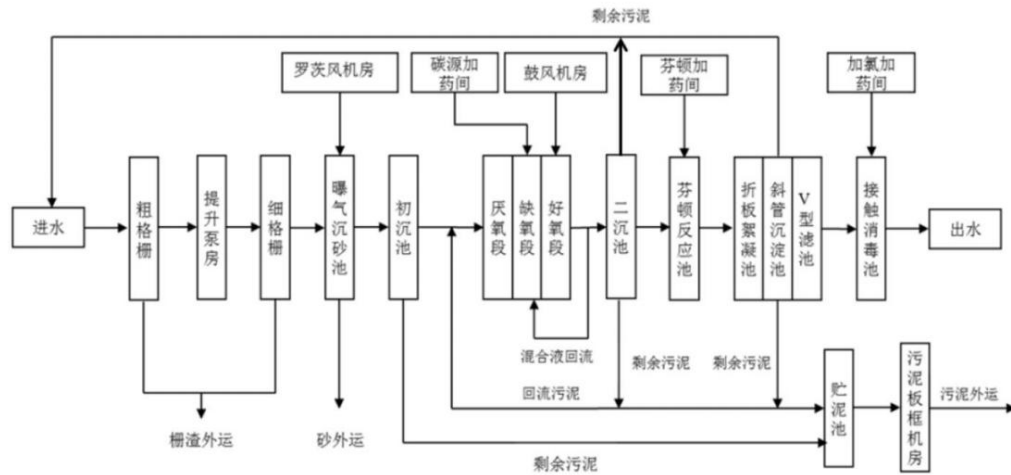 剩余污泥
罗茨风机房
碳源加
药间
鼓风机房
芬顿加
药间
加氯加
药间
进水
粗格栅
提升泵房
细格栅
曝气沉砂池
初沉池
厌氧段
缺氧段
好氧段
二沉池
芬顿反应池
折板絮凝池
斜管沉淀池
V型滤池
接触消毒池
出水
混合液回流
剩余污泥
剩余污泥
回流污泥
贮泥池
污泥板框机房
污泥外运
栅渣外运
砂外运
剩余污泥